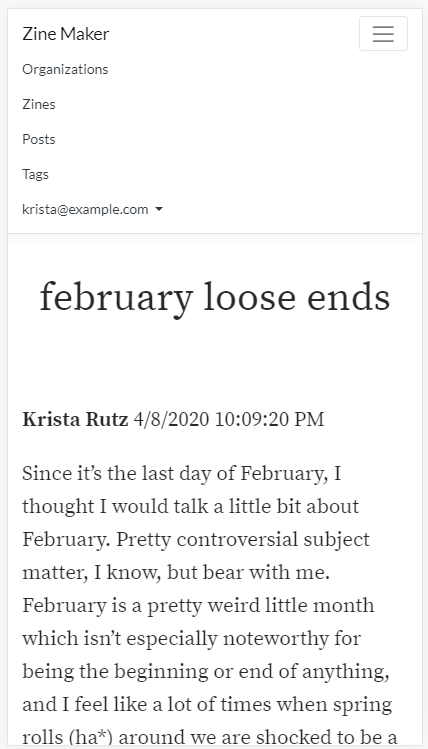 Zine Maker
Organizations
Zines
Posts
Tags
krista@example.com
february loose ends
Krista Rutz 4/8/2020 10:09:20 PM
Since it’s the last day of February, I
thought I would talk a little bit about
February. Pretty controversial subject
matter, I know, but bear with me.
February is a pretty weird little month
which isn’t especially noteworthy for
being the beginning or end of anything,
and I feel like a lot of times when spring
rolls (ha*) around we are shocked to be a